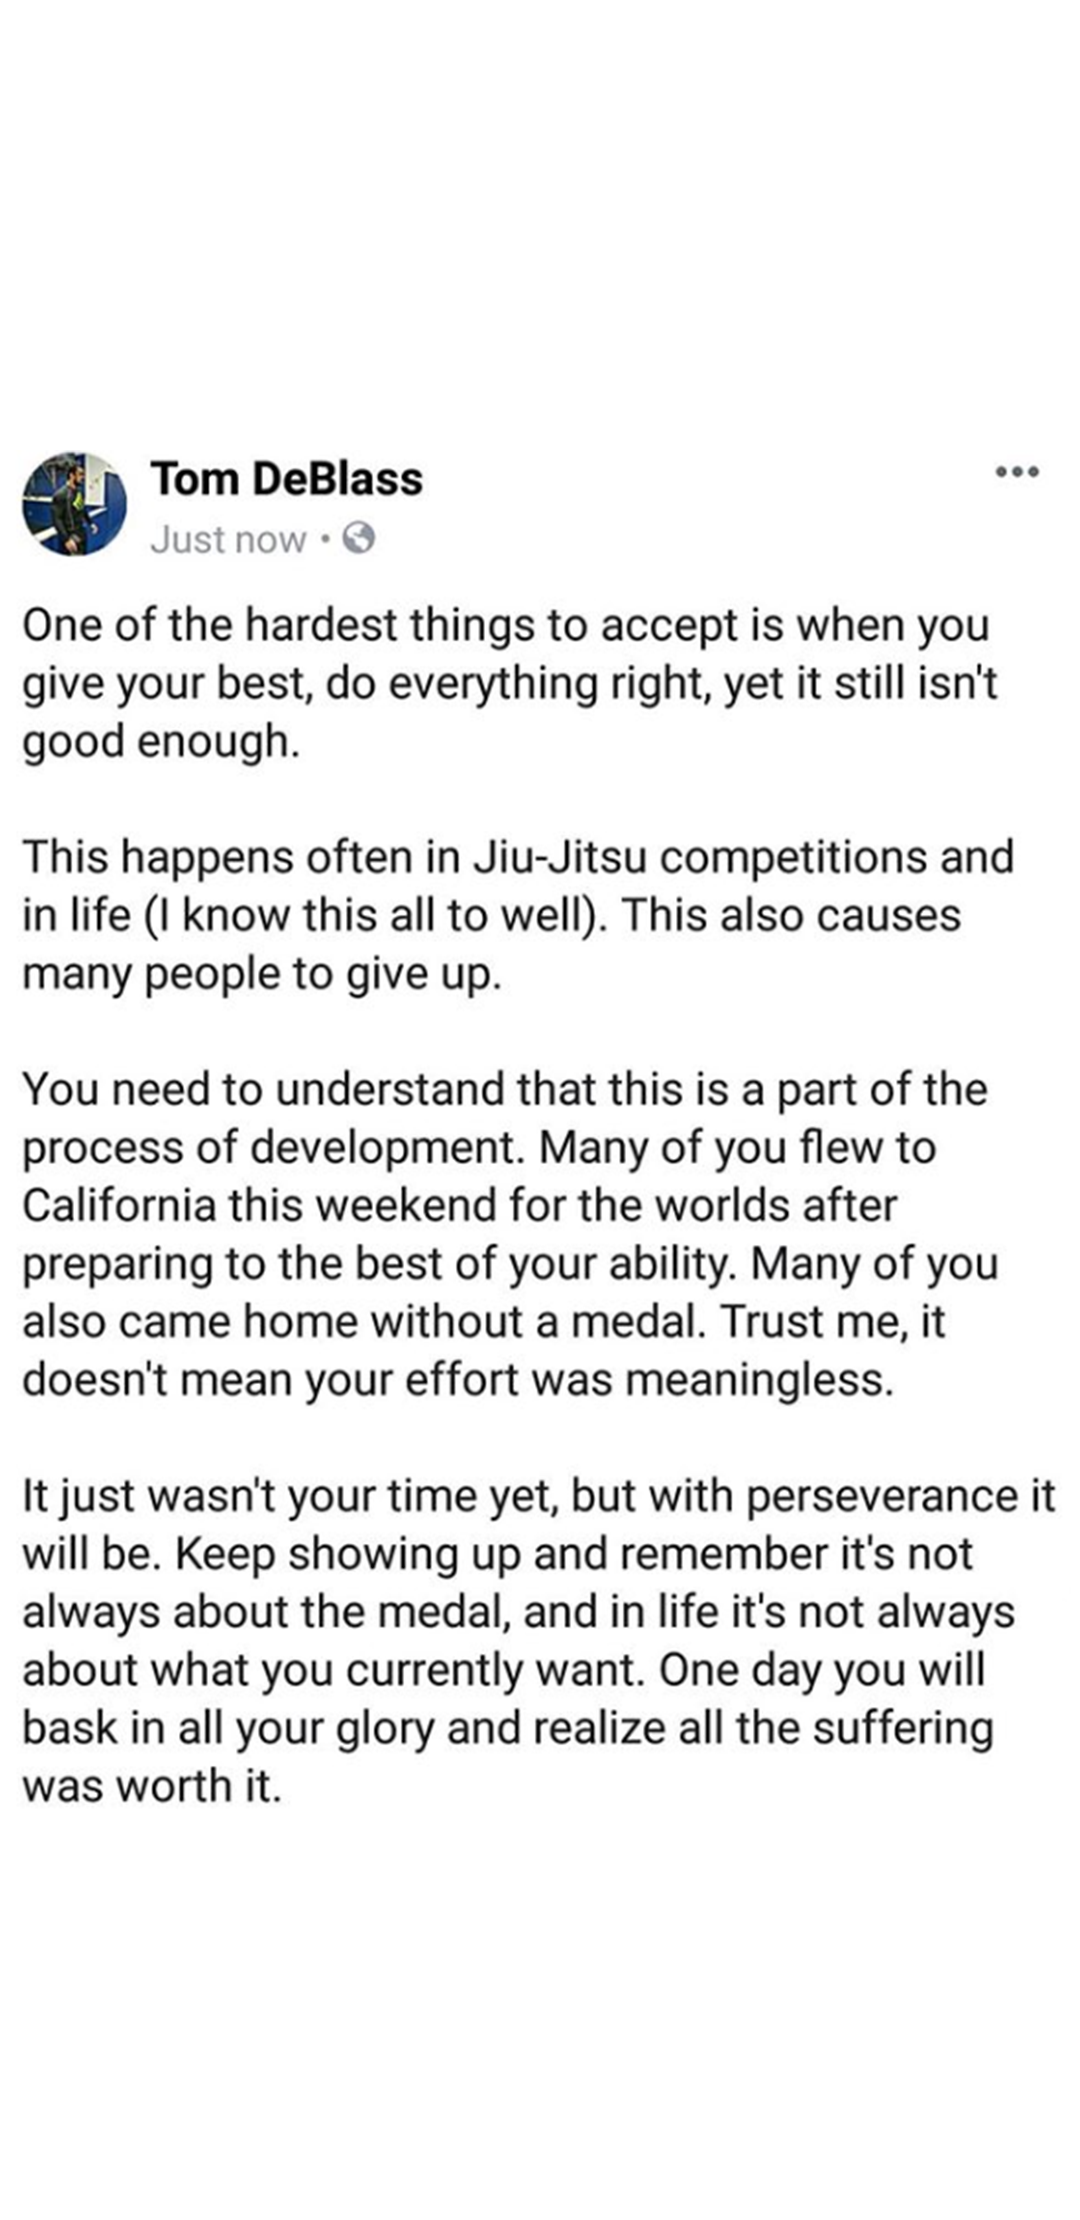 Tom DeBlass
Just now
One of the hardest things to accept is when you
give your best, do everything right, yet it still isn't
good enough.
This happens often in Jiu-Jitsu competitions and
in life (I know this all to well). This also causes
many people to give up.
You need to understand that this is a part of the
process of development. Many of you flew to
California this weekend for the worlds after
preparing to the best of your ability. Many of you
also came home without a medal. Trust me, it
doesn't mean your effort was meaningless.
It just wasn't your time yet, but with perseverance it
will be. Keep showing up and remember it's not
always about the medal, and in life it's not always
about what you currently want. One day you will
bask in all your glory and realize all the suffering
was worth it.